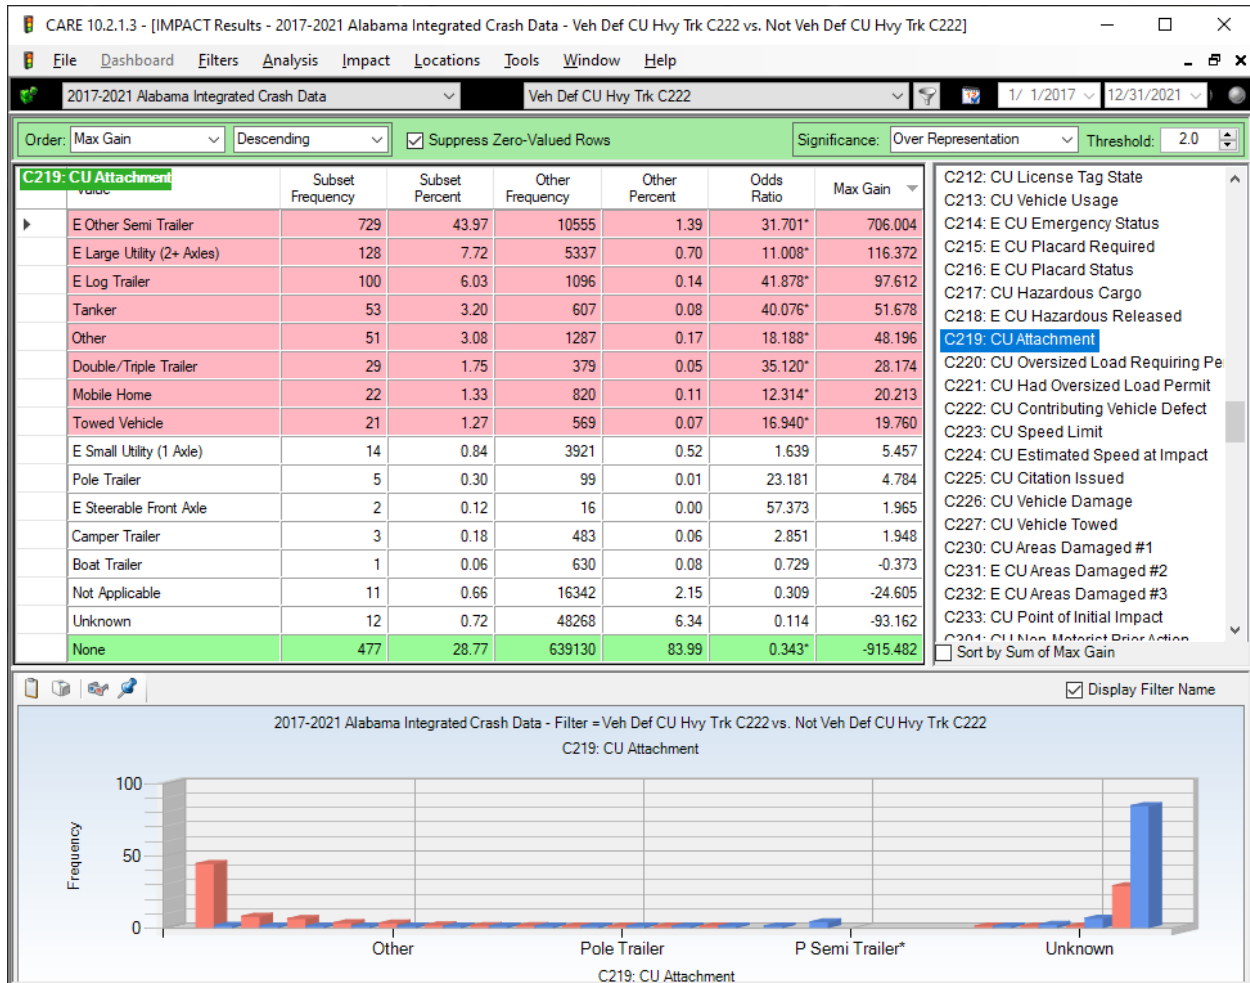 CARE 10.2.1.3 - [IMPACT Results - 2017-2021 Alabama Integrated Crash Data - Veh Def CU Hvy Trk C222 vs. Not Veh Def CU Hvy Trk C222]
File Dashboard Filters Analysis Impact Locations Tools Window Help
2017-2021 Alabama Integrated Crash Data Veh Def CU Hvy Trk C222 1/ 1/2017 12/31/2021
Order: Max Gain Descending Suppress Zero-Valued Rows Significance: Over Representation Threshold: 2.0
C219: CU Attachment
Subset Frequency Subset Percent Other Frequency Other Percent Odds Ratio Max Gain
E Other Semi Trailer 729 43.97 10555 1.39 31.701* 706.004
E Large Utility (2+ Axles) 128 7.72 5337 0.70 11.008* 116.372
E Log Trailer 100 6.03 1096 0.14 41.878* 97.612
Tanker 53 3.20 607 0.08 40.076* 51.678
Other 51 3.08 1287 0.17 18.188* 48.196
Double/Triple Trailer 29 1.75 379 0.05 35.120* 28.174
Mobile Home 22 1.33 820 0.11 12.314* 20.213
Towed Vehicle 21 1.27 569 0.07 16.940* 19.760
E Small Utility (1 Axle) 14 0.84 3921 0.52 1.639 5.457
Pole Trailer 5 0.30 99 0.01 23.181 4.784
E Steerable Front Axle 2 0.12 16 0.00 57.373 1.965
Camper Trailer 3 0.18 483 0.06 2.851 1.948
Boat Trailer 1 0.06 630 0.08 0.729 -0.373
Not Applicable 11 0.66 16342 2.15 0.309 -24.605
Unknown 12 0.72 48268 6.34 0.114 -93.162
None 477 28.77 639130 83.99 0.343* -915.482
C212: CU License Tag State
C213: CU Vehicle Usage
C214: E CU Emergency Status
C215: E CU Placard Required
C216: E CU Placard Status
C217: CU Hazardous Cargo
C218: E CU Hazardous Released
C219: CU Attachment
C220: CU Oversized Load Requiring Pe
C221: CU Had Oversized Load Permit
C222: CU Contributing Vehicle Defect
C223: CU Speed Limit
C224: CU Estimated Speed at Impact
C225: CU Citation Issued
C226: CU Vehicle Damage
C227: CU Vehicle Towed
C230: CU Areas Damaged #1
C231: E CU Areas Damaged #2
C232: E CU Areas Damaged #3
C233: CU Point of Initial Impact
C301: CU Non-Motorist Prior Action
Sort by Sum of Max Gain
Display Filter Name
2017-2021 Alabama Integrated Crash Data - Filter = Veh Def CU Hvy Trk C222 vs. Not Veh Def CU Hvy Trk C222
C219: CU Attachment
Frequency
100
50
0
Other Pole Trailer P Semi Trailer* Unknown
C219: CU Attachment